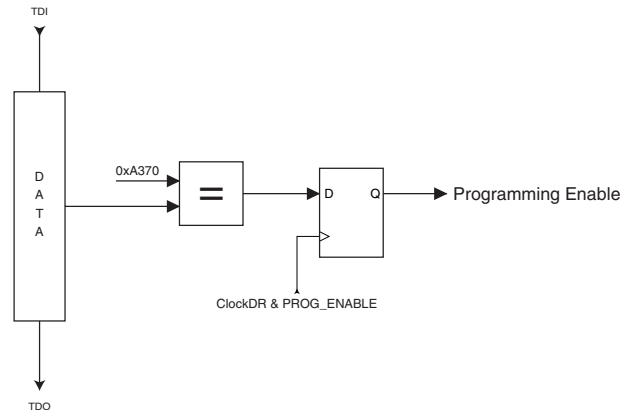 TDI
D
A
T
A
0xA370
=
D
Q
Programming Enable
ClockDR & PROG_ENABLE
TDO